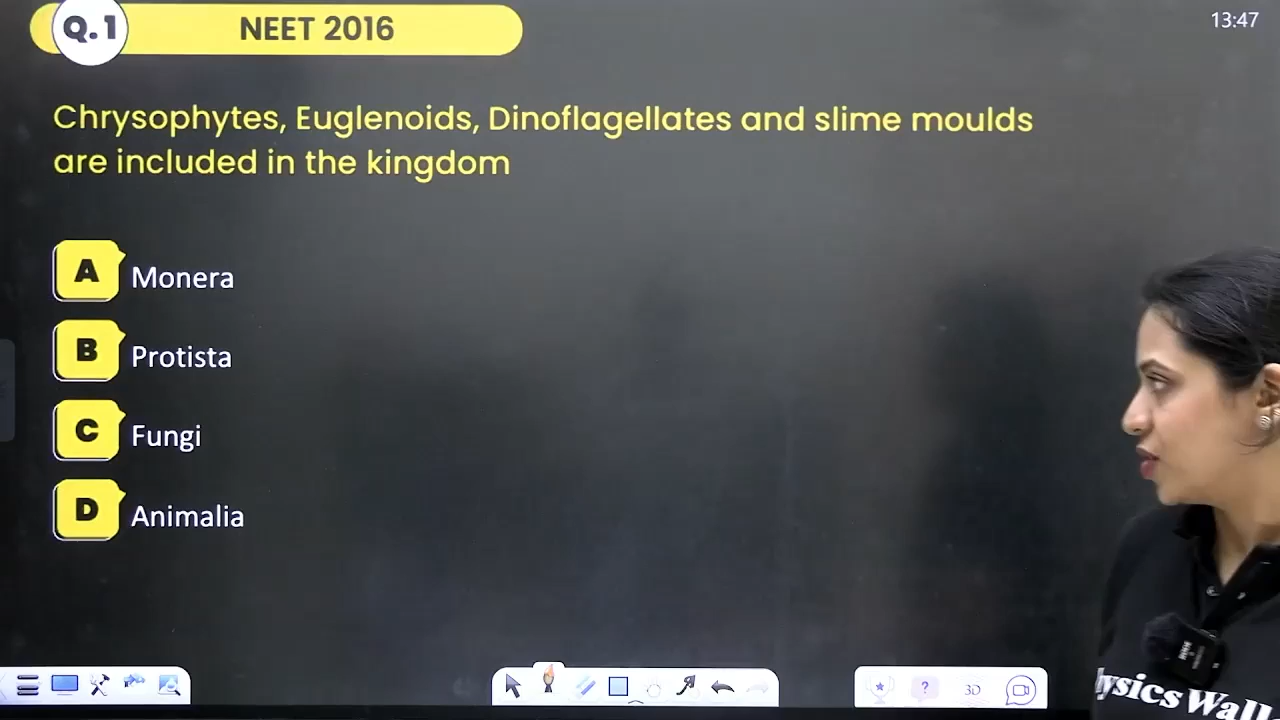 Q.1
NEET 2016
13:47
Chrysophytes, Euglenoids, Dinoflagellates and slime moulds
are included in the kingdom
A Monera
B Protista
C Fungi
D Animalia
?
3D
hysics Wall